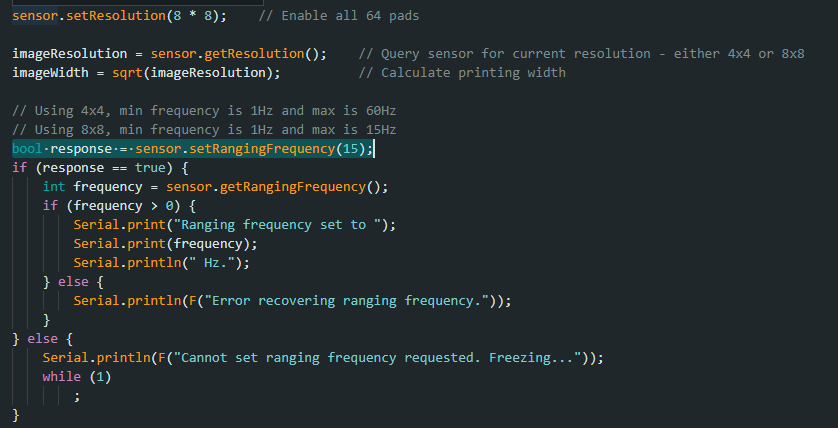 sensor.setResolution(8 * 8);    // Enable all 64 pads
imageResolution = sensor.getResolution();    // Query sensor for current resolution - either 4x4 or 8x8
imageWidth = sqrt(imageResolution);          // Calculate printing width
// Using 4x4, min frequency is 1Hz and max is 60Hz
// Using 8x8, min frequency is 1Hz and max is 15Hz
bool response = sensor.setRangingFrequency(15);
if (response == true) {
    int frequency = sensor.getRangingFrequency();
    if (frequency > 0) {
        Serial.print("Ranging frequency set to ");
        Serial.print(frequency);
        Serial.println(" Hz.");
    } else {
        Serial.println(F("Error recovering ranging frequency."));
    }
} else {
    Serial.println(F("Cannot set ranging frequency requested. Freezing..."));
    while (1)
        ;
}